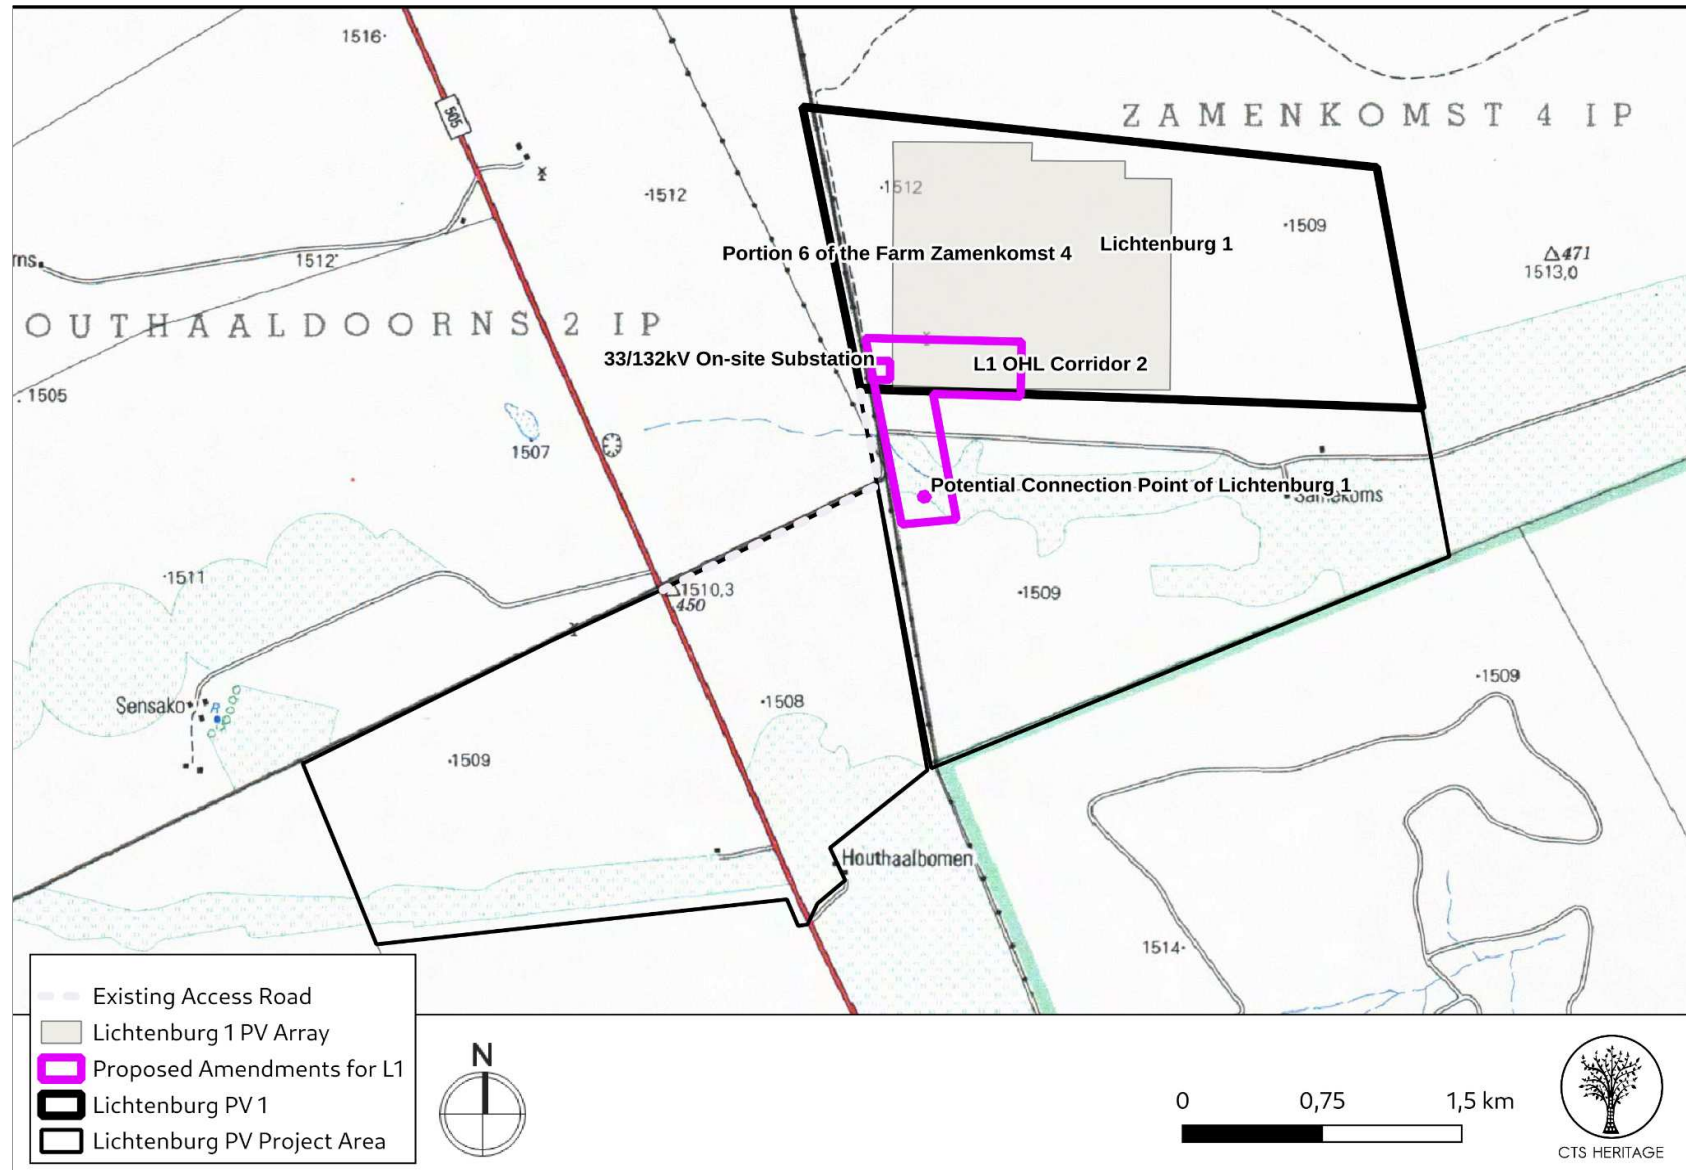 1516
505
ZAMENKOMST 4 IP
1512
1512
1509
471
1513,0
Portion 6 of the Farm Zamenkomst 4
Lichtenburg 1
rns
1512
OUTHAALDOORNS 2 IP
33/132kV On-site Substation
L1 OHL Corridor 2
1505
1507
Potential Connection Point of Lichtenburg 1
Samekoms
1511
1510,3
450
1509
1509
Sensako
R
1508
1509
Houthaalbomen
1514
Existing Access Road
Lichtenburg 1 PV Array
Proposed Amendments for L1
Lichtenburg PV 1
Lichtenburg PV Project Area
N
0 0,75 1,5 km
CTS HERITAGE